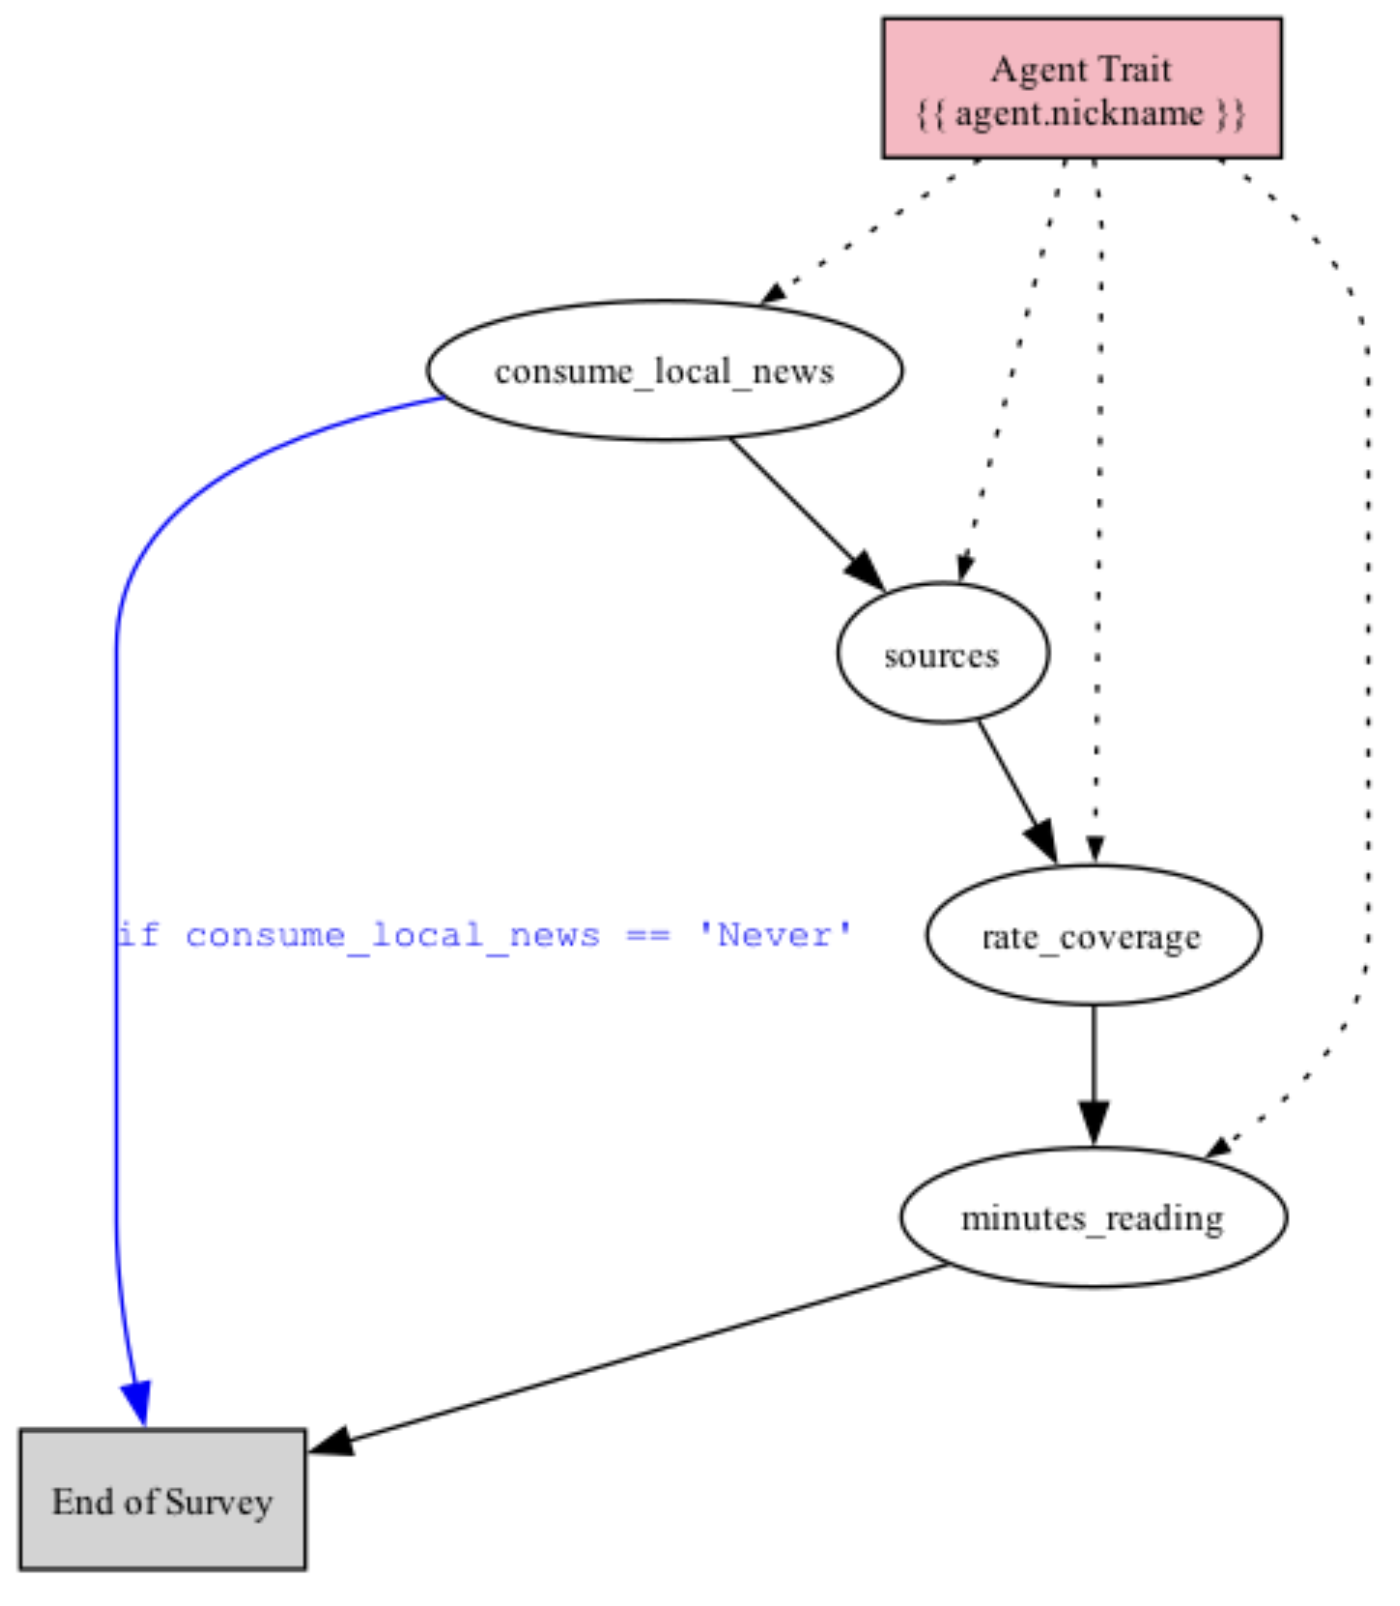 Agent Trait
{{ agent.nickname }}
consume_local_news
sources
if consume_local_news == 'Never'
rate_coverage
minutes_reading
End of Survey